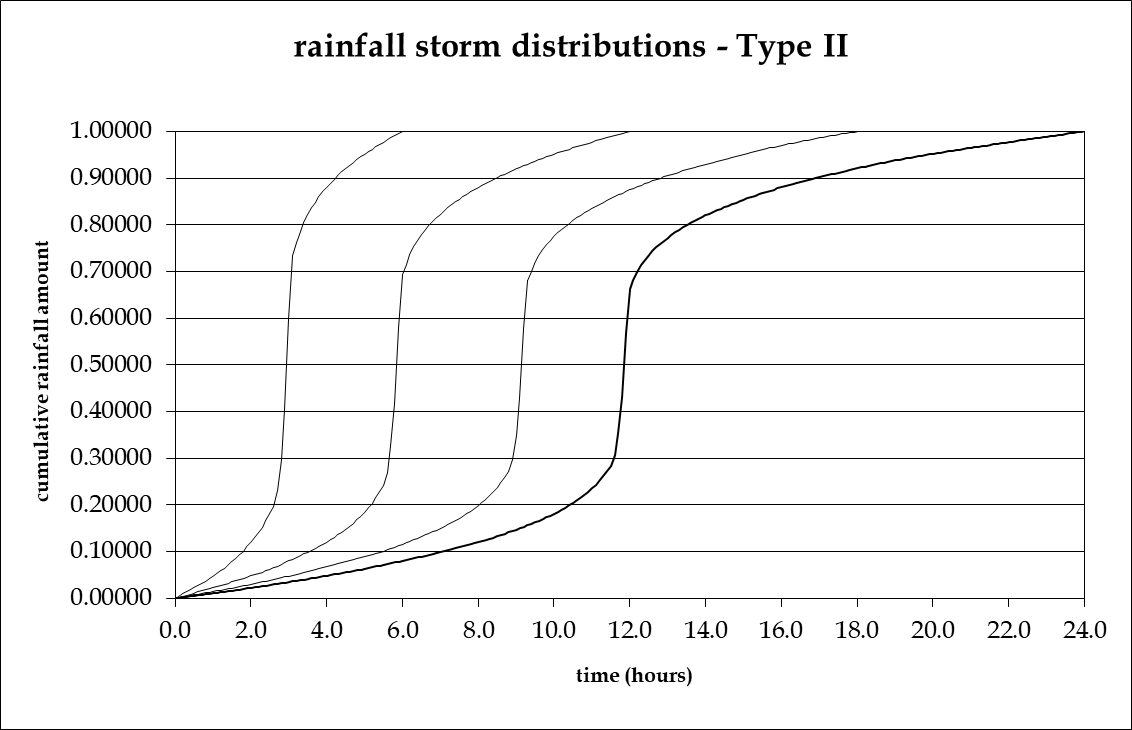 rainfall storm distributions - Type II
cumulative rainfall amount
1.00000
0.90000
0.80000
0.70000
0.60000
0.50000
0.40000
0.30000
0.20000
0.10000
0.00000
0.0 2.0 4.0 6.0 8.0 10.0 12.0 14.0 16.0 18.0 20.0 22.0 24.0
time (hours)